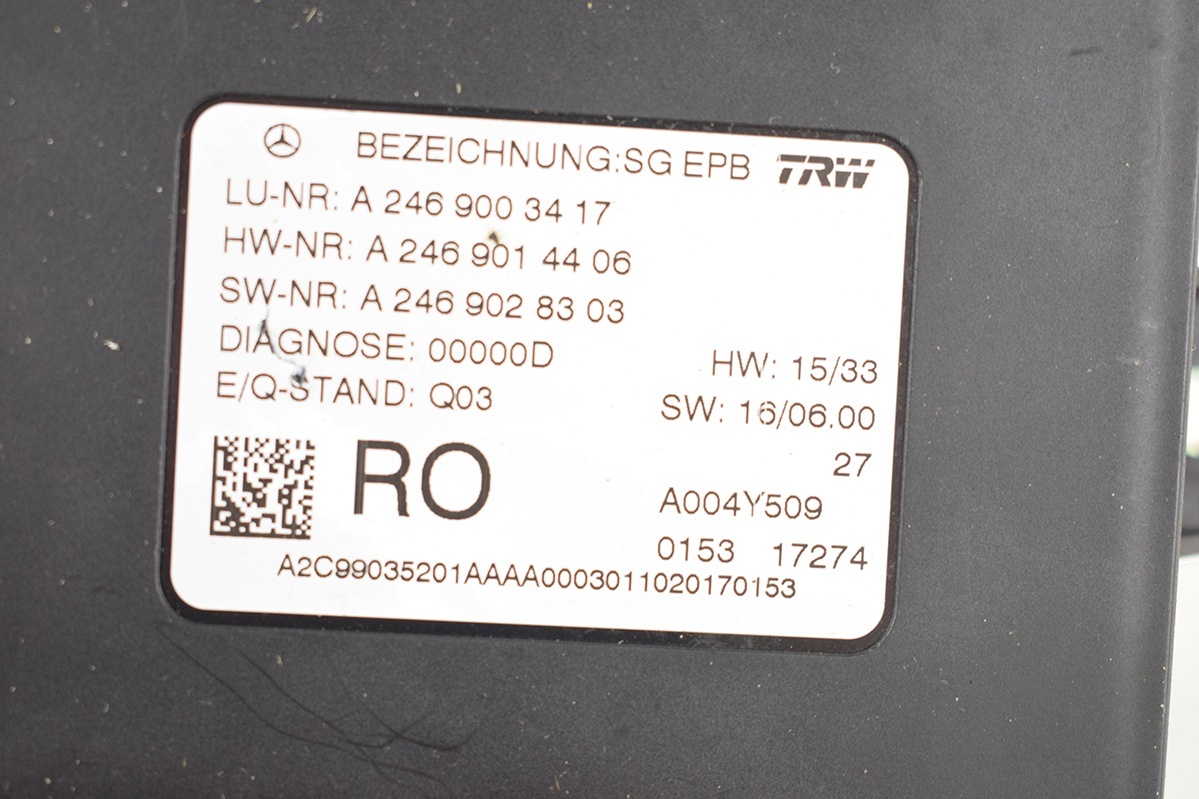 BEZEICHNUNG:SG EPB TRW
LU-NR: A 246 900 34 17
HW-NR: A 246 901 44 06
SW-NR: A 246 902 83 03
DIAGNOSE: 00000D HW: 15/33
E/Q-STAND: Q03 SW: 16/06.00
27
RO A004Y509
0153 17274
A2C99035201AAAA0003011020170153